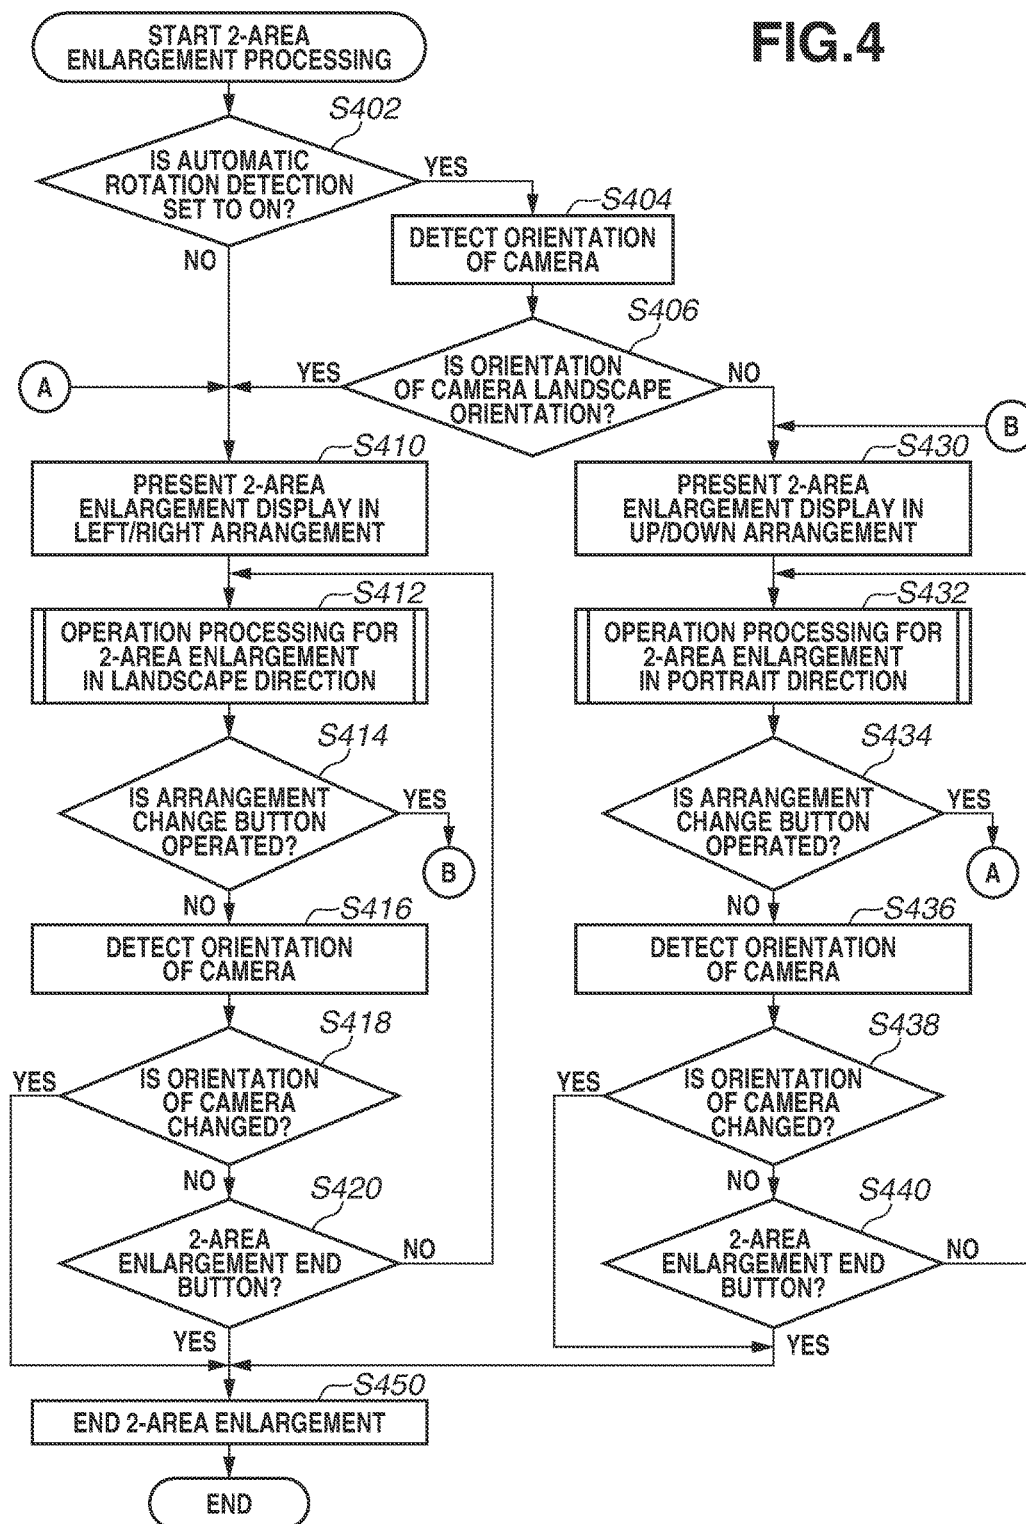 FIG.4
START 2-AREA
ENLARGEMENT PROCESSING
S402
IS AUTOMATIC
ROTATION DETECTION
SET TO ON?
YES
NO
S404
DETECT ORIENTATION
OF CAMERA
S406
IS ORIENTATION
OF CAMERA LANDSCAPE
ORIENTATION?
YES
NO
A
B
S410
PRESENT 2-AREA
ENLARGEMENT DISPLAY IN
LEFT/RIGHT ARRANGEMENT
S430
PRESENT 2-AREA
ENLARGEMENT DISPLAY IN
UP/DOWN ARRANGEMENT
S412
OPERATION PROCESSING FOR
2-AREA ENLARGEMENT
IN LANDSCAPE DIRECTION
S432
OPERATION PROCESSING FOR
2-AREA ENLARGEMENT
IN PORTRAIT DIRECTION
S414
IS ARRANGEMENT
CHANGE BUTTON
OPERATED?
YES
B
NO
S434
IS ARRANGEMENT
CHANGE BUTTON
OPERATED?
YES
A
NO
S416
DETECT ORIENTATION
OF CAMERA
S436
DETECT ORIENTATION
OF CAMERA
S418
IS ORIENTATION
OF CAMERA
CHANGED?
YES
NO
S438
IS ORIENTATION
OF CAMERA
CHANGED?
YES
NO
S420
2-AREA
ENLARGEMENT END
BUTTON?
NO
YES
S440
2-AREA
ENLARGEMENT END
BUTTON?
NO
YES
S450
END 2-AREA ENLARGEMENT
END